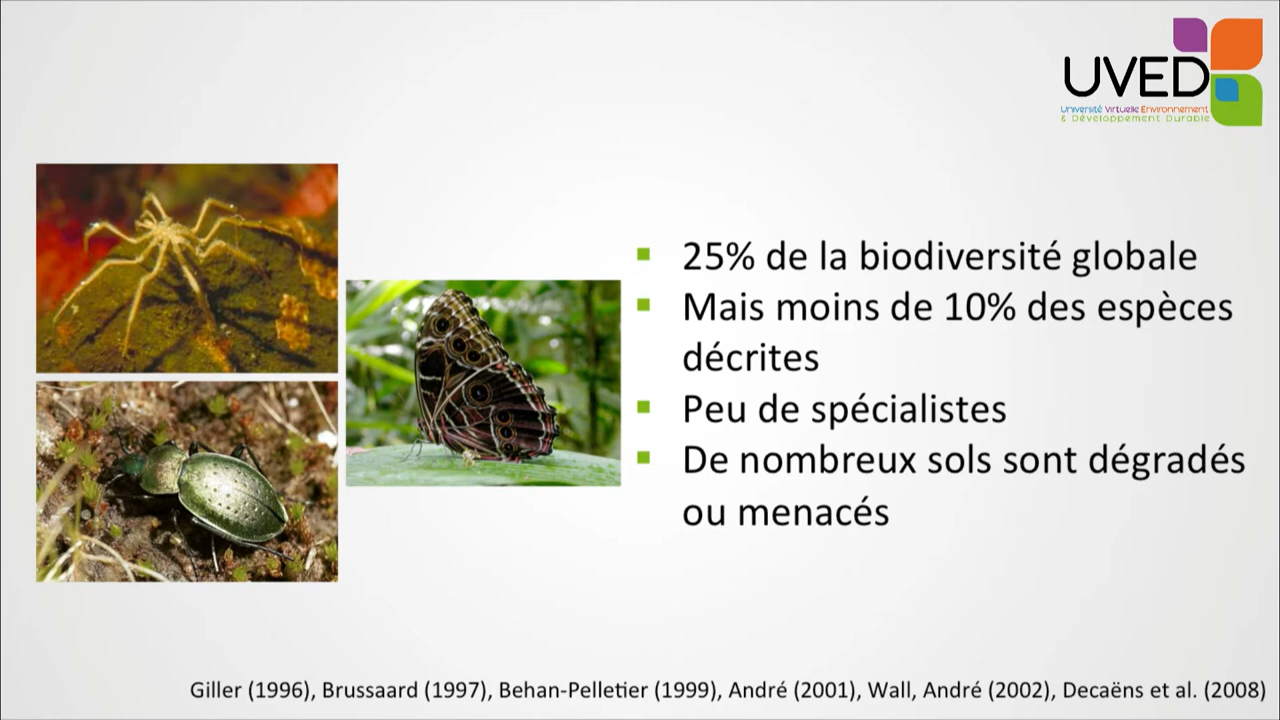 UVED
Université Virtuelle Environnement
& Développement Durable
25% de la biodiversité globale
Mais moins de 10% des espèces
décrites
Peu de spécialistes
De nombreux sols sont dégradés
ou menacés
Giller (1996), Brussaard (1997), Behan-Pelletier (1999), André (2001), Wall, André (2002), Decaëns et al. (2008)